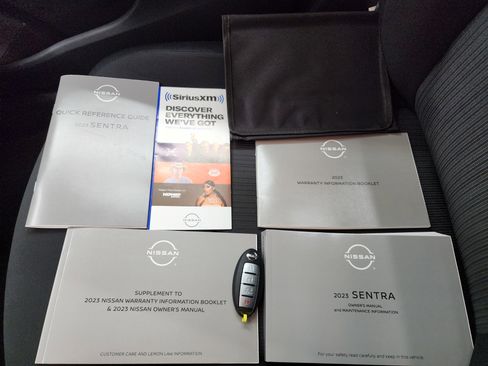 NISSAN
QUICK REFERENCE GUIDE
2023 SENTRA
SiriusXM
DISCOVER
EVERYTHING
WE'VE GOT
NISSAN
2023
WARRANTY INFORMATION BOOKLET
NISSAN
SUPPLEMENT TO
2023 NISSAN WARRANTY INFORMATION BOOKLET
& 2023 NISSAN OWNER'S MANUAL
CUSTOMER CARE AND LEMON LAW INFORMATION
NISSAN
2023 SENTRA
OWNER'S MANUAL
and MAINTENANCE INFORMATION
For your safety read carefully and keep in this vehicle.